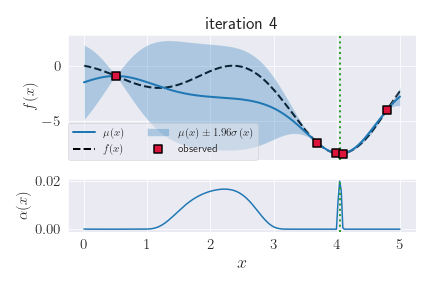 iteration 4
f(x)
0
−5
μ(x)
μ(x) ± 1.96σ(x)
f(x)
observed
α(x)
0.02
0.00
0 1 2 3 4 5
x